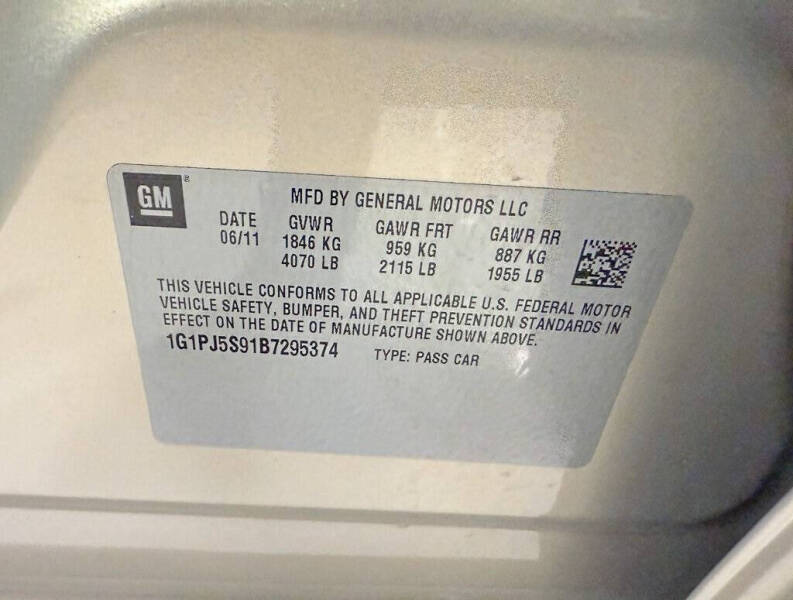 GM®
MFD BY GENERAL MOTORS LLC
DATE GVWR GAWR FRT GAWR RR
06/11 1846 KG 959 KG 887 KG
4070 LB 2115 LB 1955 LB
THIS VEHICLE CONFORMS TO ALL APPLICABLE U.S. FEDERAL MOTOR
VEHICLE SAFETY, BUMPER, AND THEFT PREVENTION STANDARDS IN
EFFECT ON THE DATE OF MANUFACTURE SHOWN ABOVE.
1G1PJ5S91B7295374 TYPE: PASS CAR